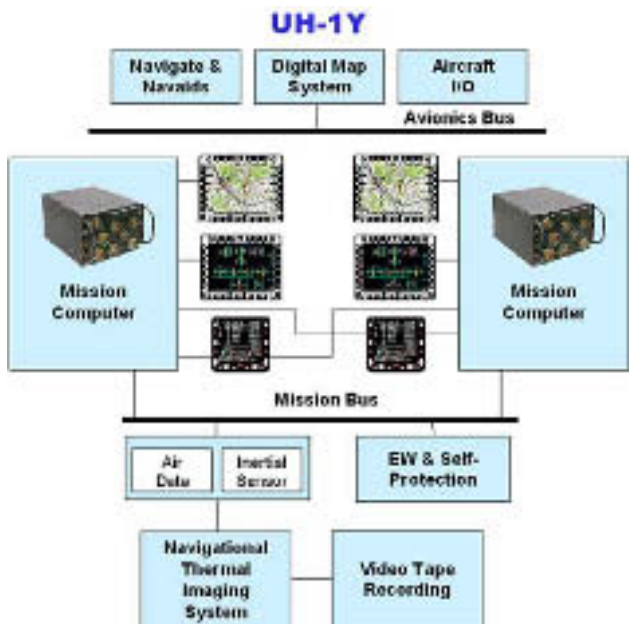 UH-1Y
Navigate &
Navaids
Digital Map
System
Aircraft
I/O
Avionics Bus
Mission
Computer
Mission
Computer
Mission Bus
Air
Data
Inertial
Sensor
EW & Self-
Protection
Navigational
Thermal
Imaging
System
Video Tape
Recording